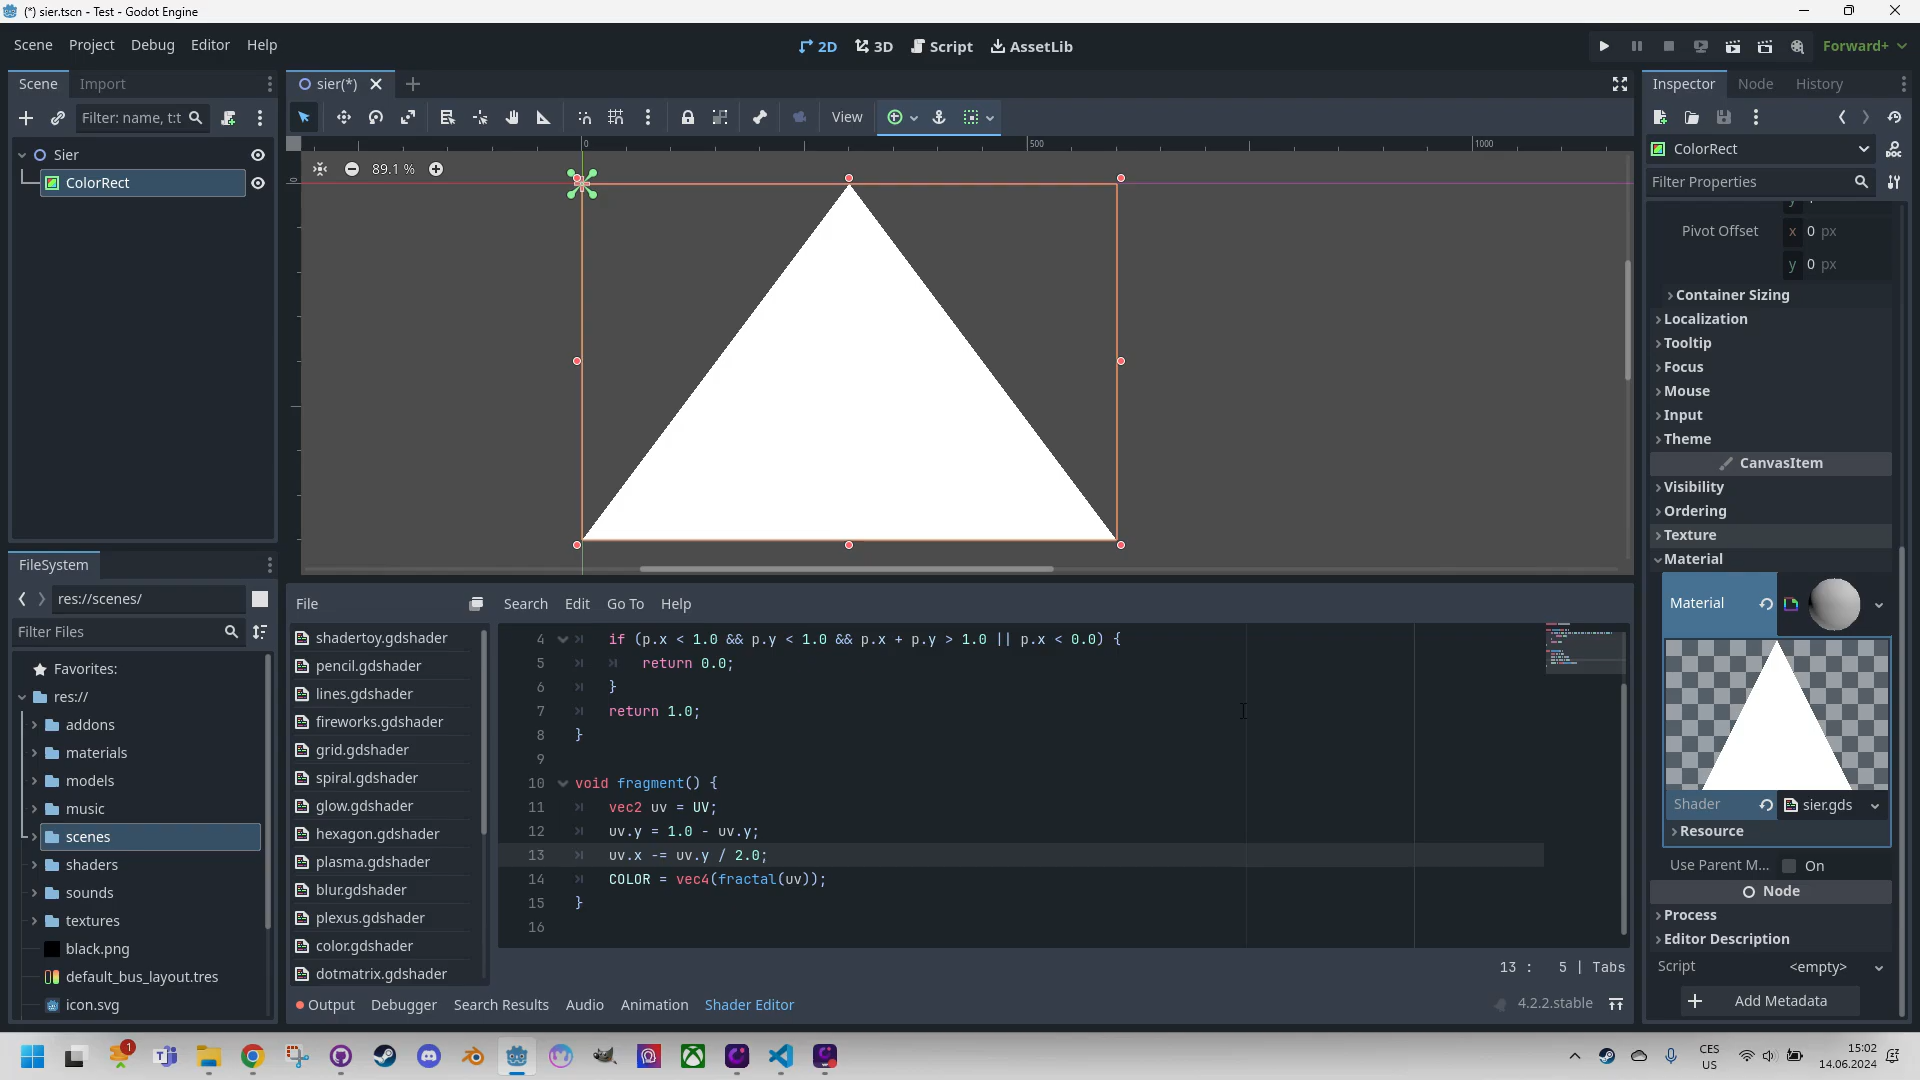 (*) sier.tscn - Test - Godot Engine
Scene Project Debug Editor Help
2D 3D Script AssetLib
Forward+
Scene Import
Filter: name, t:t
Sier
ColorRect
sier(*)
View
0 500 1000
0
89.1 %
FileSystem
res://scenes/
Filter Files
Favorites:
res://
addons
materials
models
music
scenes
shaders
sounds
textures
black.png
default_bus_layout.tres
icon.svg
File
Search Edit Go To Help
shadertoy.gdshader
pencil.gdshader
lines.gdshader
fireworks.gdshader
grid.gdshader
spiral.gdshader
glow.gdshader
hexagon.gdshader
plasma.gdshader
blur.gdshader
plexus.gdshader
color.gdshader
dotmatrix.gdshader
4 if (p.x < 1.0 && p.y < 1.0 && p.x + p.y > 1.0 || p.x < 0.0) {
5 return 0.0;
6 }
7 return 1.0;
8 }
9
10 void fragment() {
11 vec2 uv = UV;
12 uv.y = 1.0 - uv.y;
13 uv.x -= uv.y / 2.0;
14 COLOR = vec4(fractal(uv));
15 }
16
13 : 5 | Tabs
Output Debugger Search Results Audio Animation Shader Editor
4.2.2.stable
Inspector Node History
ColorRect
Filter Properties
Pivot Offset x 0 px
y 0 px
Container Sizing
Localization
Tooltip
Focus
Mouse
Input
Theme
CanvasItem
Visibility
Ordering
Texture
Material
Material
Shader sier.gds
Resource
Use Parent M... On
Node
Process
Editor Description
Script <empty>
Add Metadata
1
CES
US
15:02
14.06.2024